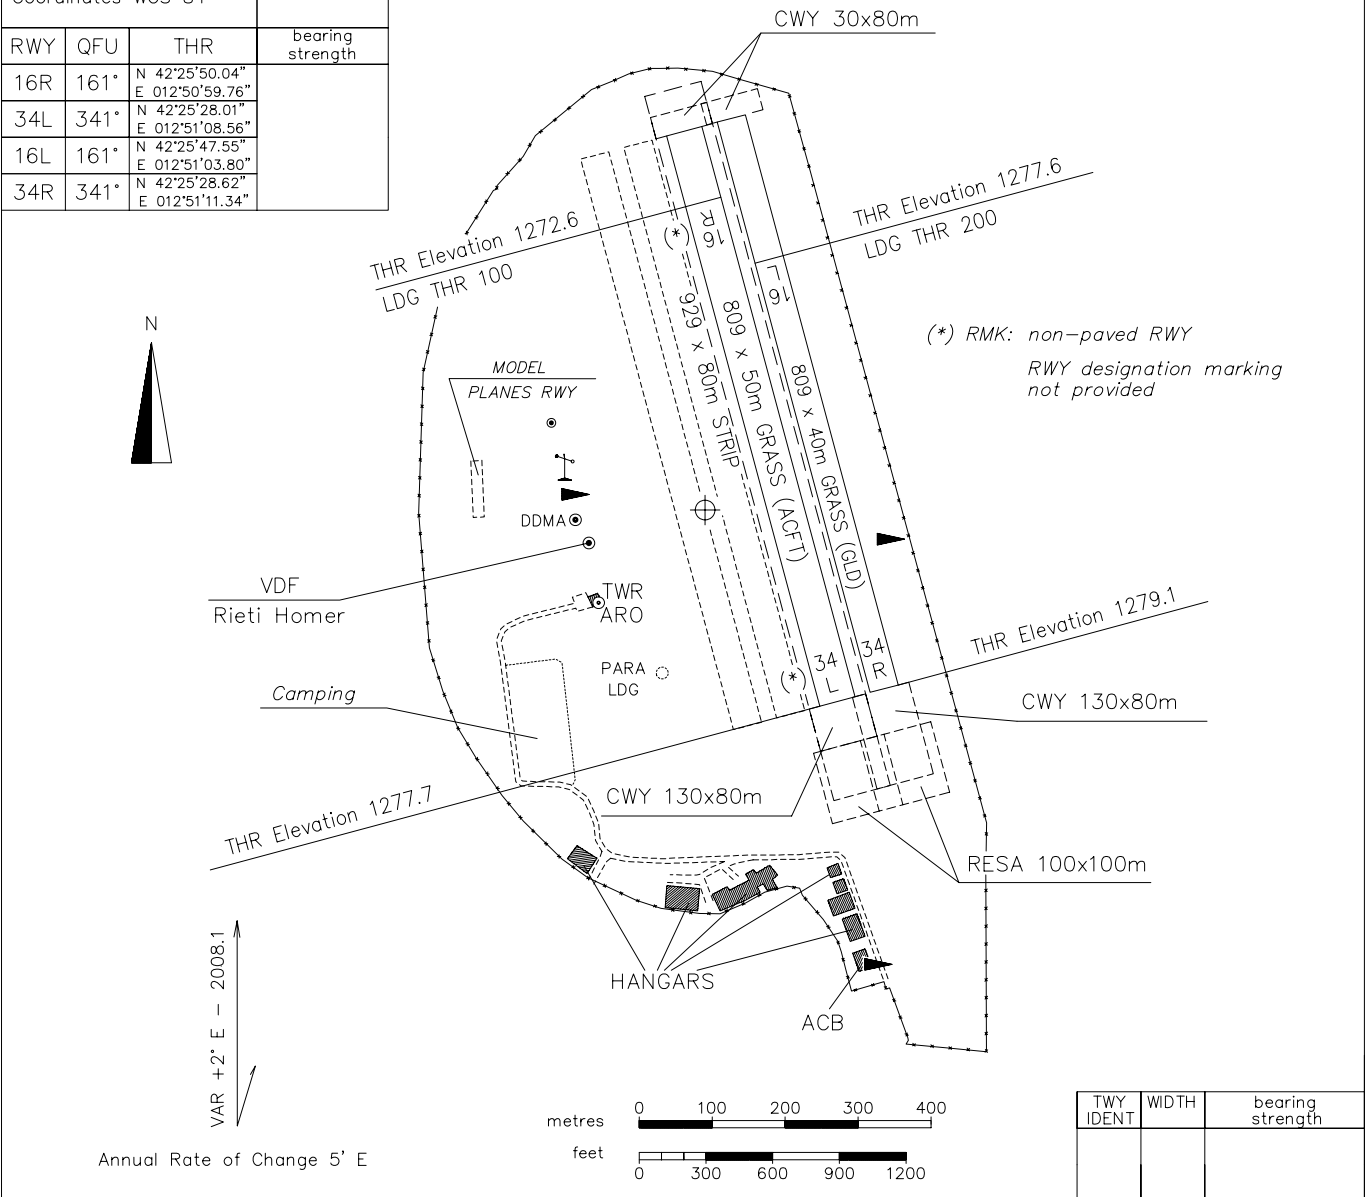 Coordinates WGS 84
RWY QFU THR bearing strength
16R 161° N 42°25'50.04"
E 012°50'59.76"
34L 341° N 42°25'28.01"
E 012°51'08.56"
16L 161° N 42°25'47.55"
E 012°51'03.80"
34R 341° N 42°25'28.62"
E 012°51'11.34"
CWY 30x80m
THR Elevation 1272.6
LDG THR 100
THR Elevation 1277.6
LDG THR 200
(*)
16
R
16
L
929 x 80m STRIP
809 x 50m GRASS (ACFT)
809 x 40m GRASS (GLD)
(*) RMK: non-paved RWY
RWY designation marking
not provided
N
MODEL
PLANES RWY
DDMA
VDF
Rieti Homer
TWR
ARO
PARA
LDG
Camping
(*)
34
L
34
R
THR Elevation 1279.1
CWY 130x80m
CWY 130x80m
THR Elevation 1277.7
RESA 100x100m
HANGARS
ACB
VAR +2° E - 2008.1
Annual Rate of Change 5' E
metres 0 100 200 300 400
feet 0 300 600 900 1200
TWY IDENT WIDTH bearing strength